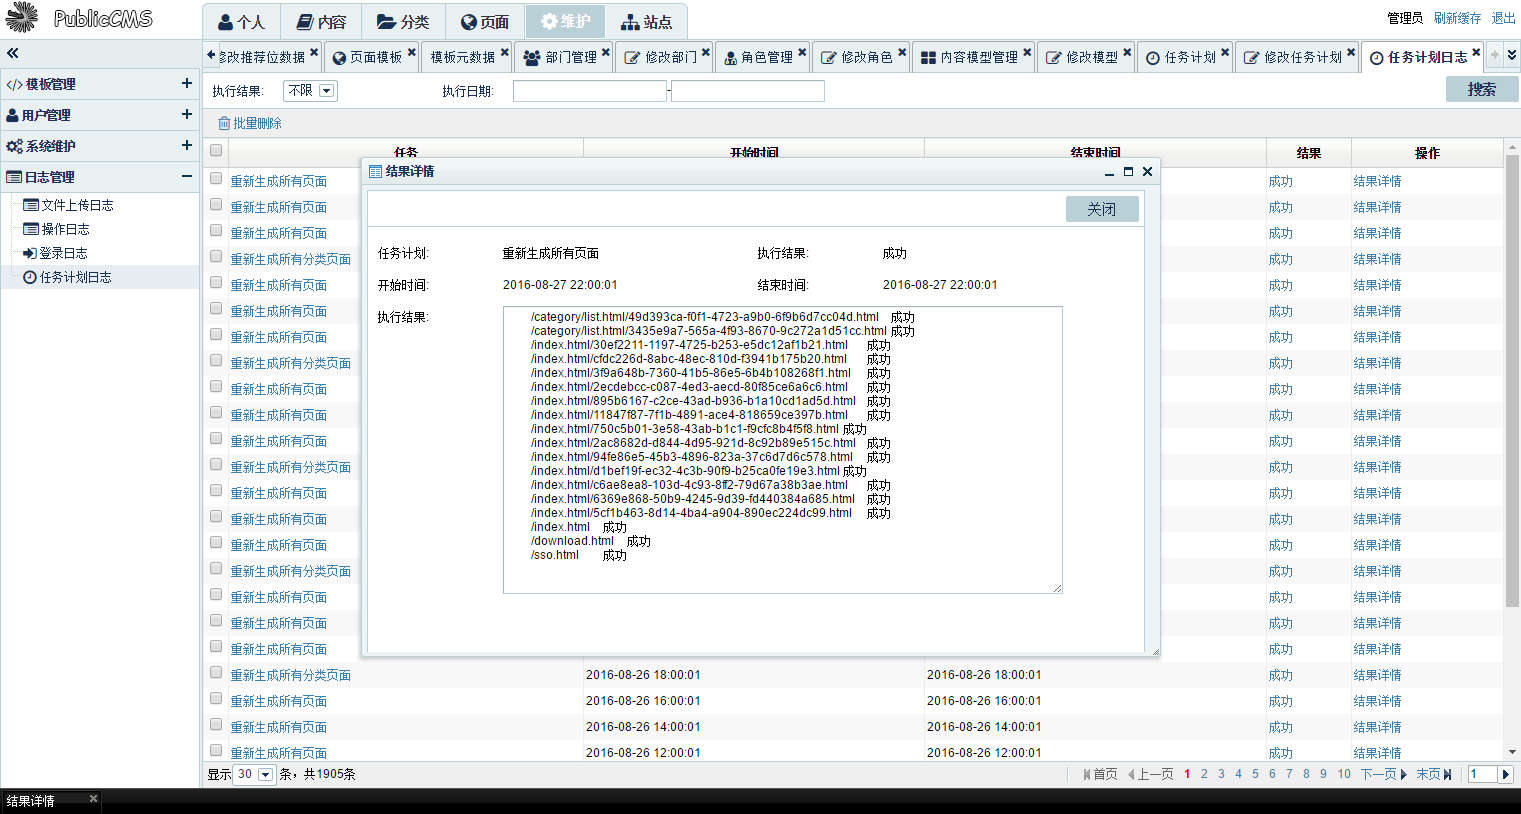 PublicCMS
个人 内容 分类 页面 维护 站点
管理员 刷新缓存 退出
修改推荐位数据 页面模板 模板元数据 部门管理 修改部门 角色管理 修改角色 内容模型管理 修改模型 任务计划 修改任务计划 任务计划日志
模板管理
用户管理
系统维护
日志管理
文件上传日志
操作日志
登录日志
任务计划日志
执行结果: 不限 执行日期: - 搜索
批量删除
任务 开始时间 结束时间 结果 操作
重新生成所有页面 成功 结果详情
重新生成所有页面 成功 结果详情
重新生成所有页面 成功 结果详情
重新生成所有分类页面 成功 结果详情
重新生成所有页面 成功 结果详情
重新生成所有页面 成功 结果详情
重新生成所有页面 成功 结果详情
重新生成所有分类页面 成功 结果详情
重新生成所有页面 成功 结果详情
重新生成所有页面 成功 结果详情
重新生成所有页面 成功 结果详情
重新生成所有分类页面 成功 结果详情
重新生成所有页面 成功 结果详情
重新生成所有页面 成功 结果详情
重新生成所有页面 成功 结果详情
重新生成所有分类页面 成功 结果详情
重新生成所有页面 成功 结果详情
重新生成所有页面 成功 结果详情
重新生成所有页面 成功 结果详情
重新生成所有分类页面 2016-08-26 18:00:01 2016-08-26 18:00:01 成功 结果详情
重新生成所有页面 2016-08-26 16:00:01 2016-08-26 16:00:01 成功 结果详情
重新生成所有页面 2016-08-26 14:00:01 2016-08-26 14:00:01 成功 结果详情
重新生成所有页面 2016-08-26 12:00:01 2016-08-26 12:00:01 成功 结果详情
结果详情
关闭
任务计划: 重新生成所有页面 执行结果: 成功
开始时间: 2016-08-27 22:00:01 结束时间: 2016-08-27 22:00:01
执行结果:
/category/list.html/49d393ca-f0f1-4723-a9b0-6f9b6d7cc04d.html 成功
/category/list.html/3435e9a7-565a-4f93-8670-9c272a1d51cc.html 成功
/index.html/30ef2211-1197-4725-b253-e5dc12af1b21.html 成功
/index.html/cfdc226d-8abc-48ec-810d-f3941b175b20.html 成功
/index.html/3f9a648b-7360-41b5-86e5-6b4b108268f1.html 成功
/index.html/2ecdebcc-c087-4ed3-aecd-80f85ce6a6c6.html 成功
/index.html/895b6167-c2ce-43ad-b936-b1a10cd1ad5d.html 成功
/index.html/11847f87-7f1b-4891-ace4-818659ce397b.html 成功
/index.html/750c5b01-3e58-43ab-b1c1-f9cfc8b4f5f8.html 成功
/index.html/2ac8682d-d844-4d95-921d-8c92b89e515c.html 成功
/index.html/94fe86e5-45b3-4896-823a-37c6d7d6c578.html 成功
/index.html/d1bef19f-ec32-4c3b-90f9-b25ca0fe19e3.html 成功
/index.html/c6ae8ea8-103d-4c93-8ff2-79d67a38b3ae.html 成功
/index.html/6369e868-50b9-4245-9d39-fd440384a685.html 成功
/index.html/5cf1b463-8d14-4ba4-a904-890ec224dc99.html 成功
/index.html 成功
/download.html 成功
/sso.html 成功
显示 30 条，共1905条 首页 上一页 1 2 3 4 5 6 7 8 9 10 下一页 末页 1
结果详情